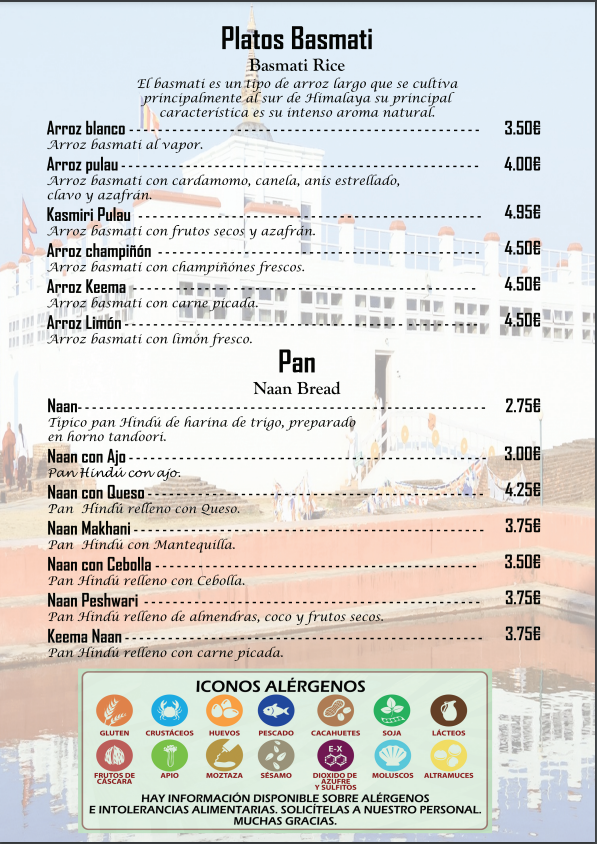 Platos Basmati
Basmati Rice
El basmati es un tipo de arroz largo que se cultiva
principalmente al sur de Himalaya su principal
característica es su intenso aroma natural.
Arroz blanco 3.50€
Arroz basmati al vapor.
Arroz pulau 4.00€
Arroz basmati con cardamomo, canela, anis estrellado,
clavo y azafrán.
Kasmiri Pulau 4.95€
Arroz basmati con frutos secos y azafrán.
Arroz champiñón 4.50€
Arroz basmati con champiñónes frescos.
Arroz Keema 4.50€
Arroz basmati con carne picada.
Arroz Limón 4.50€
Arroz basmati con limón fresco.
Pan
Naan Bread
Naan 2.75€
Tipico pan Hindú de harina de trigo, preparado
en horno tandoori.
Naan con Ajo 3.00€
Pan Hindú con ajo.
Naan con Queso 4.25€
Pan Hindú relleno con Queso.
Naan Makhani 3.75€
Pan Hindú con Mantequilla.
Naan con Cebolla 3.50€
Pan Hindú relleno con Cebolla.
Naan Peshwari 3.75€
Pan Hindú relleno de almendras, coco y frutos secos.
Keema Naan 3.75€
Pan Hindú relleno con carne picada.
ICONOS ALÉRGENOS
GLUTEN CRUSTÁCEOS HUEVOS PESCADO CACAHUETES SOJA LÁCTEOS
E-X
FRUTOS DE CÁSCARA APIO MOZTAZA SÉSAMO DIOXIDO DE AZUFRE Y SULFITOS MOLUSCOS ALTRAMUCES
HAY INFORMACIÓN DISPONIBLE SOBRE ALÉRGENOS
E INTOLERANCIAS ALIMENTARIAS. SOLICÍTELAS A NUESTRO PERSONAL.
MUCHAS GRACIAS.